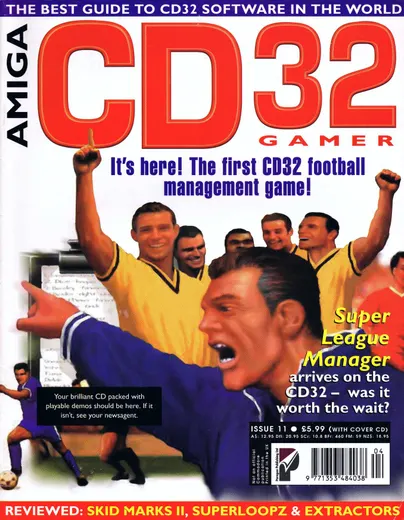 THE BEST GUIDE TO CD32 SOFTWARE IN THE WORLD
AMIGA
CD32
GAMER
It's here! The first CD32 football
management game!
Super
League
Manager
arrives on the
CD32 – was it
worth the wait?
Your brilliant CD packed with
playable demos should be here. If it
isn't, see your newsagent.
ISSUE 11 ● £5.99 (WITH COVER CD)
04
9 771353 484038
REVIEWED: SKID MARKS II, SUPERLOOPZ & EXTRACTORS